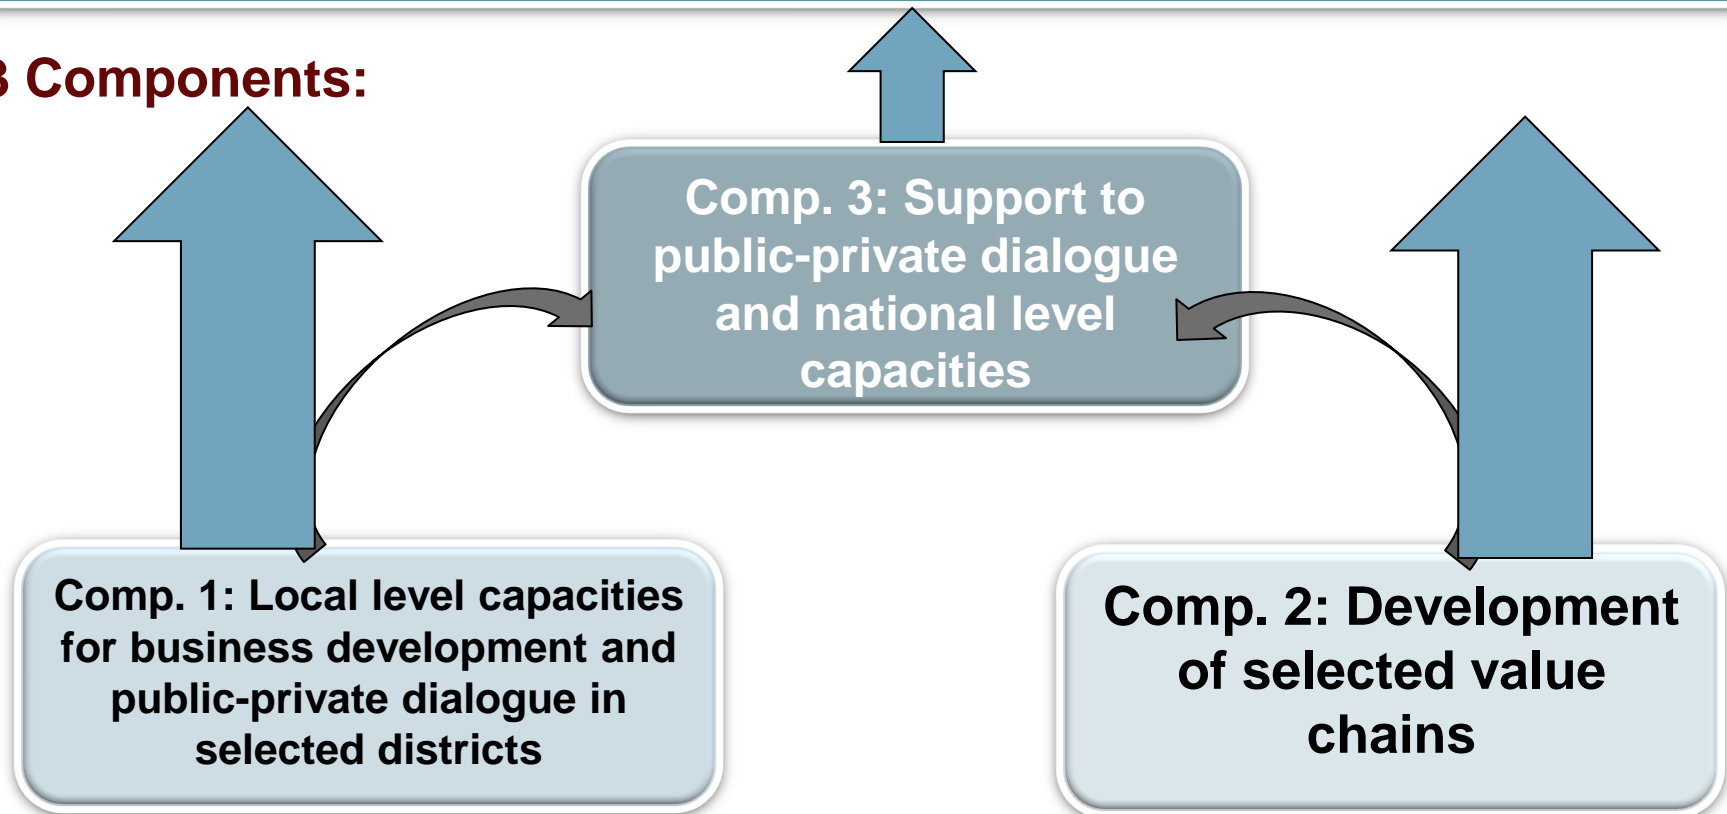 3 Components:
Comp. 3: Support to
public-private dialogue
and national level
capacities
Comp. 1: Local level capacities
for business development and
public-private dialogue in
selected districts
Comp. 2: Development
of selected value
chains